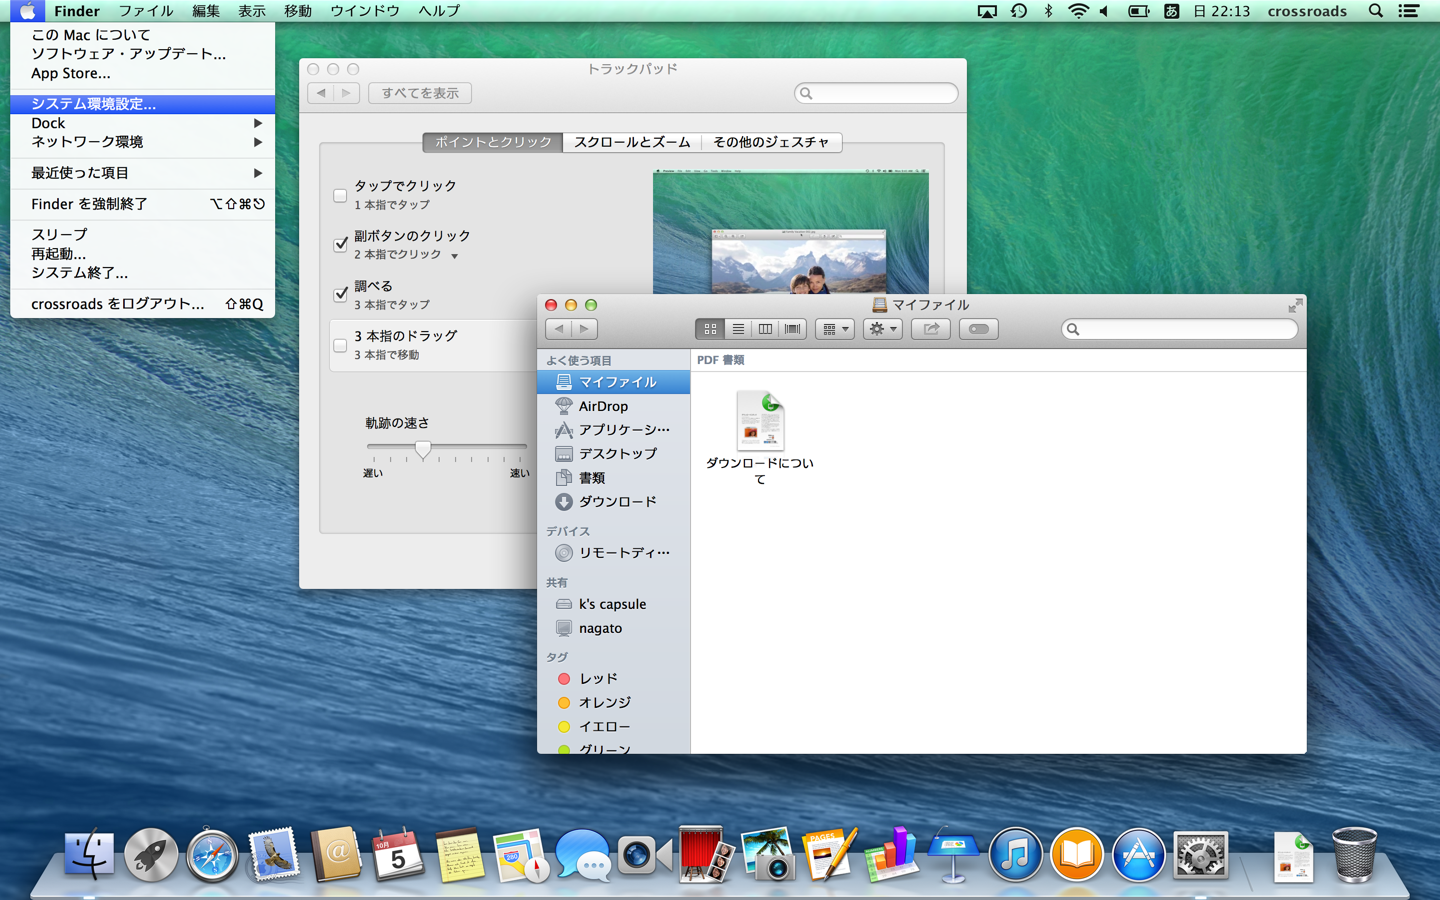 Finder ファイル 編集 表示 移動 ウインドウ ヘルプ
あ 日 22:13 crossroads
この Mac について
ソフトウェア・アップデート...
App Store...
システム環境設定...
Dock
ネットワーク環境
最近使った項目
Finder を強制終了 ⌥⇧⌘⎋
スリープ
再起動...
システム終了...
crossroads をログアウト... ⇧⌘Q
トラックパッド
すべてを表示
ポイントとクリック スクロールとズーム その他のジェスチャ
タップでクリック
1 本指でタップ
副ボタンのクリック
2 本指でクリック
調べる
3 本指でタップ
3 本指のドラッグ
3 本指で移動
軌跡の速さ
遅い 速い
マイファイル
よく使う項目
マイファイル
AirDrop
アプリケーシ…
デスクトップ
書類
ダウンロード
デバイス
リモートディ…
共有
k's capsule
nagato
タグ
レッド
オレンジ
イエロー
グリーン
PDF 書類
ダウンロードについ
て
10月
5
280
PAGES